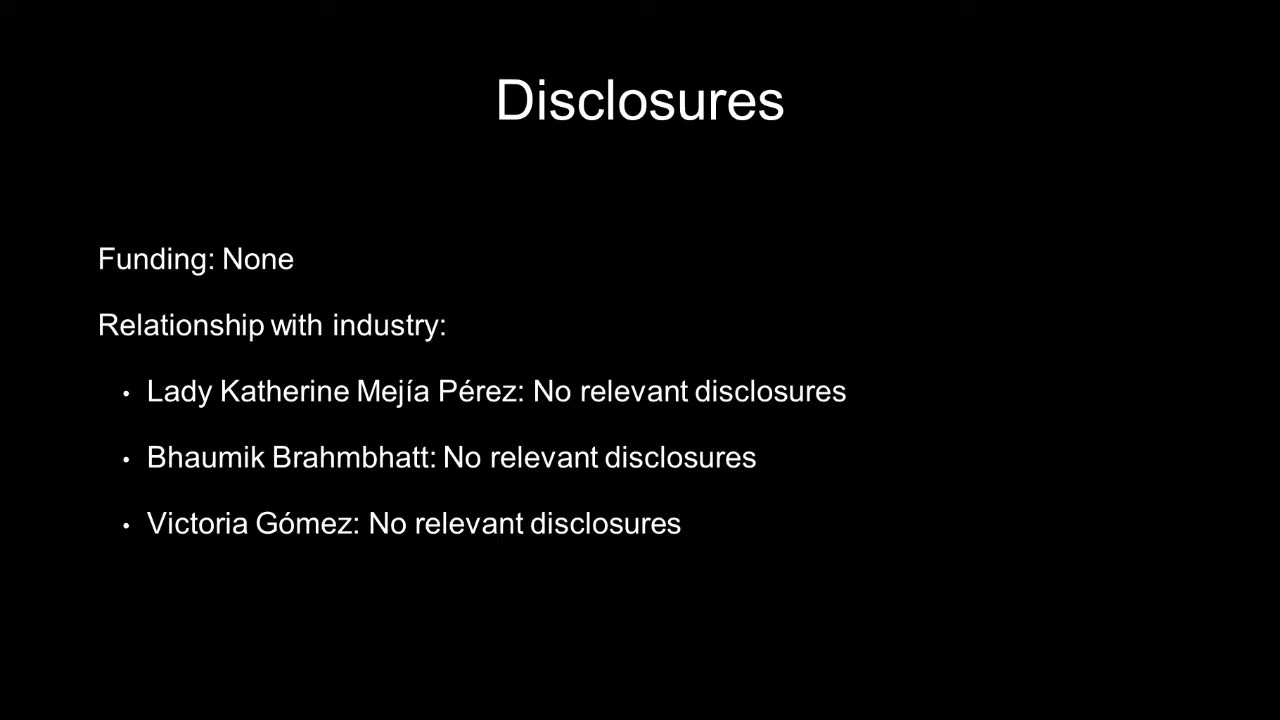 Disclosures
Funding: None
Relationship with industry:
• Lady Katherine Mejía Pérez: No relevant disclosures
• Bhaumik Brahmbhatt: No relevant disclosures
• Victoria Gómez: No relevant disclosures